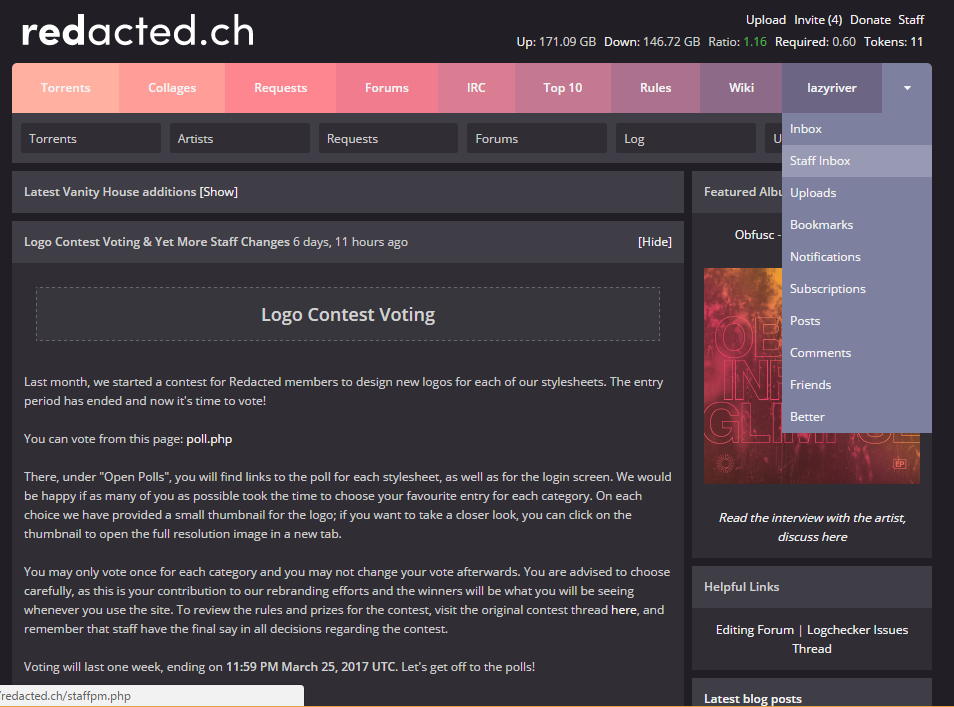 redacted.ch
Upload Invite (4) Donate Staff
Up: 171.09 GB Down: 146.72 GB Ratio: 1.16 Required: 0.60 Tokens: 11
Torrents Collages Requests Forums IRC Top 10 Rules Wiki lazyriver
Torrents Artists Requests Forums Log U
Inbox
Staff Inbox
Uploads
Bookmarks
Notifications
Subscriptions
Posts
Comments
Friends
Better
Latest Vanity House additions [Show]
Logo Contest Voting & Yet More Staff Changes 6 days, 11 hours ago [Hide]
Logo Contest Voting
Last month, we started a contest for Redacted members to design new logos for each of our stylesheets. The entry
period has ended and now it's time to vote!
You can vote from this page: poll.php
There, under "Open Polls", you will find links to the poll for each stylesheet, as well as for the login screen. We would
be happy if as many of you as possible took the time to choose your favourite entry for each category. On each
choice we have provided a small thumbnail for the logo; if you want to take a closer look, you can click on the
thumbnail to open the full resolution image in a new tab.
You may only vote once for each category and you may not change your vote afterwards. You are advised to choose
carefully, as this is your contribution to our rebranding efforts and the winners will be what you will be seeing
whenever you use the site. To review the rules and prizes for the contest, visit the original contest thread here, and
remember that staff have the final say in all decisions regarding the contest.
Voting will last one week, ending on 11:59 PM March 25, 2017 UTC. Let's get off to the polls!
Featured Albu
Obfusc -
EP
Read the interview with the artist,
discuss here
Helpful Links
Editing Forum | Logchecker Issues
Thread
Latest blog posts
/redacted.ch/staffpm.php